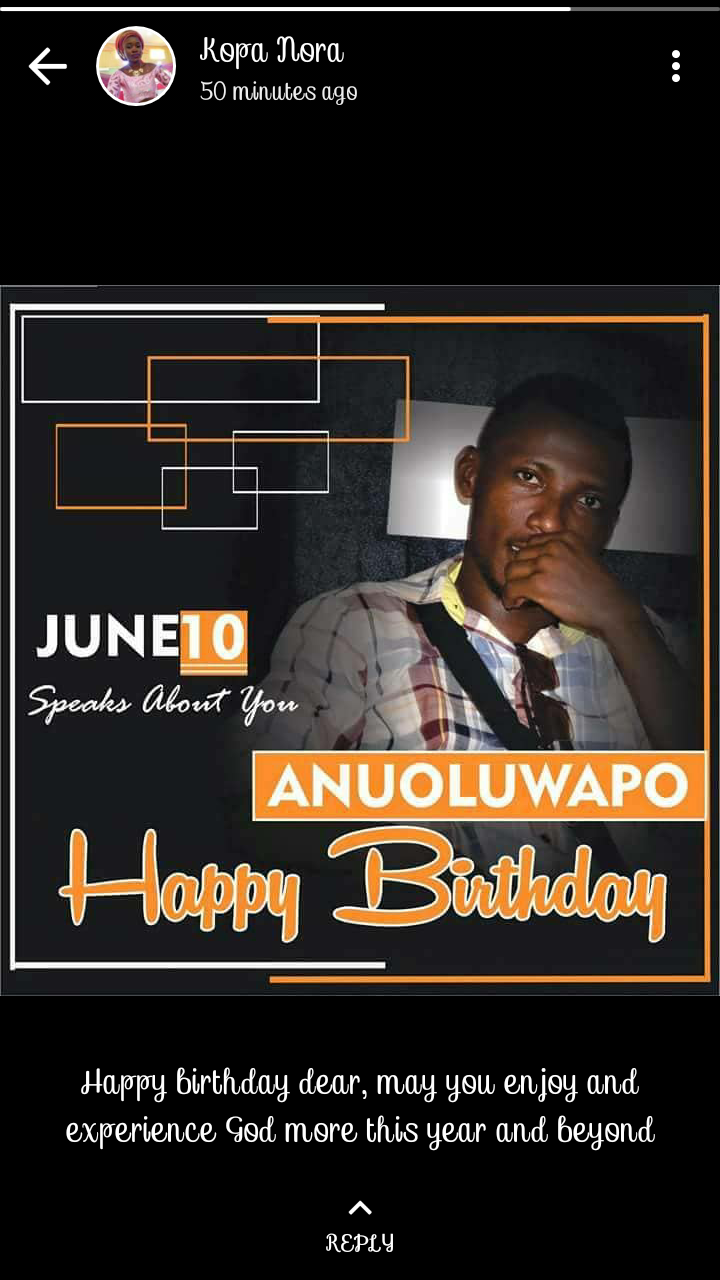 Kopa Nora
50 minutes ago
JUNE10
Speaks About You
ANUOLUWAPO
Happy Birthday
Happy birthday dear, may you enjoy and
experience God more this year and beyond
REPLY